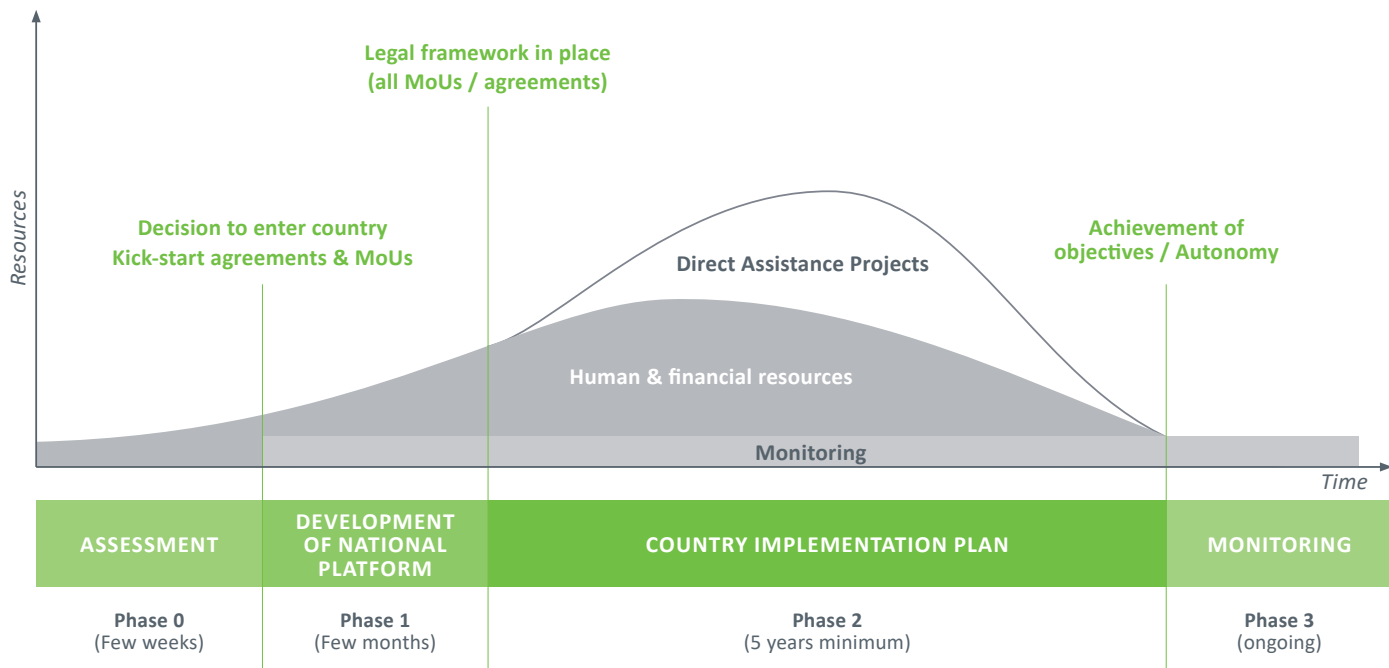 Legal framework in place
(all MoUs / agreements)
Resources
Decision to enter country
Kick-start agreements & MoUs
Achievement of
objectives / Autonomy
Direct Assistance Projects
Human & financial resources
Monitoring
Time
ASSESSMENT
DEVELOPMENT
OF NATIONAL
PLATFORM
COUNTRY IMPLEMENTATION PLAN
MONITORING
Phase 0
(Few weeks)
Phase 1
(Few months)
Phase 2
(5 years minimum)
Phase 3
(ongoing)